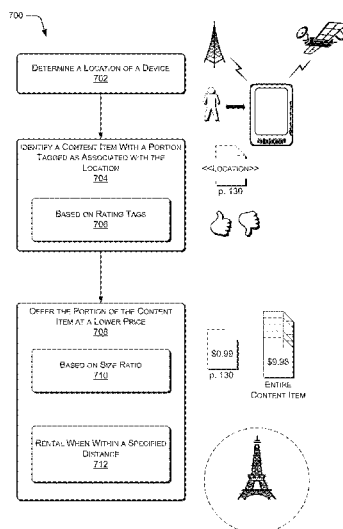 700
DETERMINE A LOCATION OF A DEVICE
702
IDENTIFY A CONTENT ITEM WITH A PORTION
TAGGED AS ASSOCIATED WITH THE
LOCATION
704
<<LOCATION>>
p. 130
BASED ON RATING TAGS
706
OFFER THE PORTION OF THE CONTENT
ITEM AT A LOWER PRICE
708
BASED ON SIZE RATIO
710
$0.99
p. 130
$9.98
ENTIRE
CONTENT ITEM
RENTAL WHEN WITHIN A SPECIFIED
DISTANCE
712